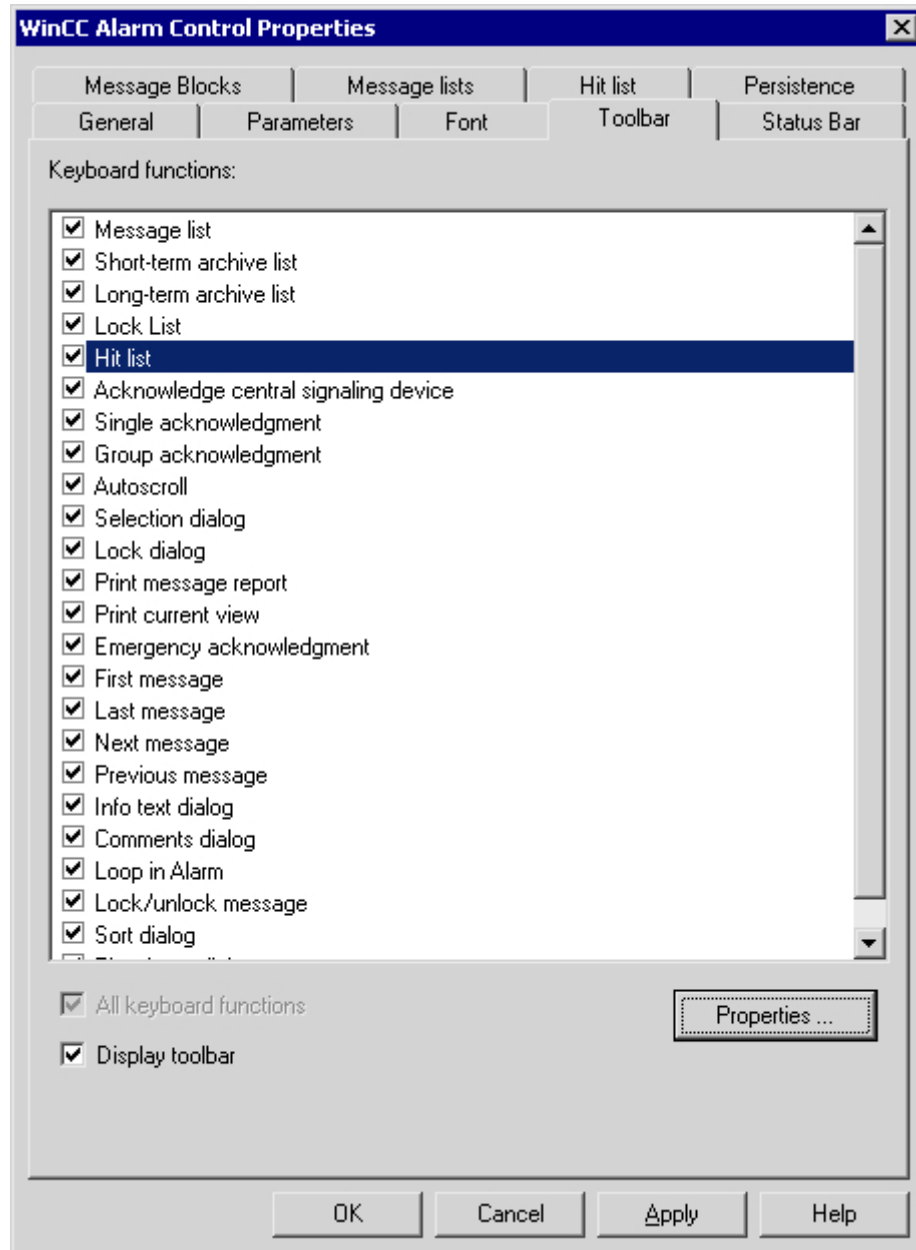 WinCC Alarm Control Properties
Message Blocks Message lists Hit list Persistence
General Parameters Font Toolbar Status Bar
Keyboard functions:
Message list
Short-term archive list
Long-term archive list
Lock List
Hit list
Acknowledge central signaling device
Single acknowledgment
Group acknowledgment
Autoscroll
Selection dialog
Lock dialog
Print message report
Print current view
Emergency acknowledgment
First message
Last message
Next message
Previous message
Info text dialog
Comments dialog
Loop in Alarm
Lock/unlock message
Sort dialog
All keyboard functions
Properties ...
Display toolbar
OK Cancel Apply Help